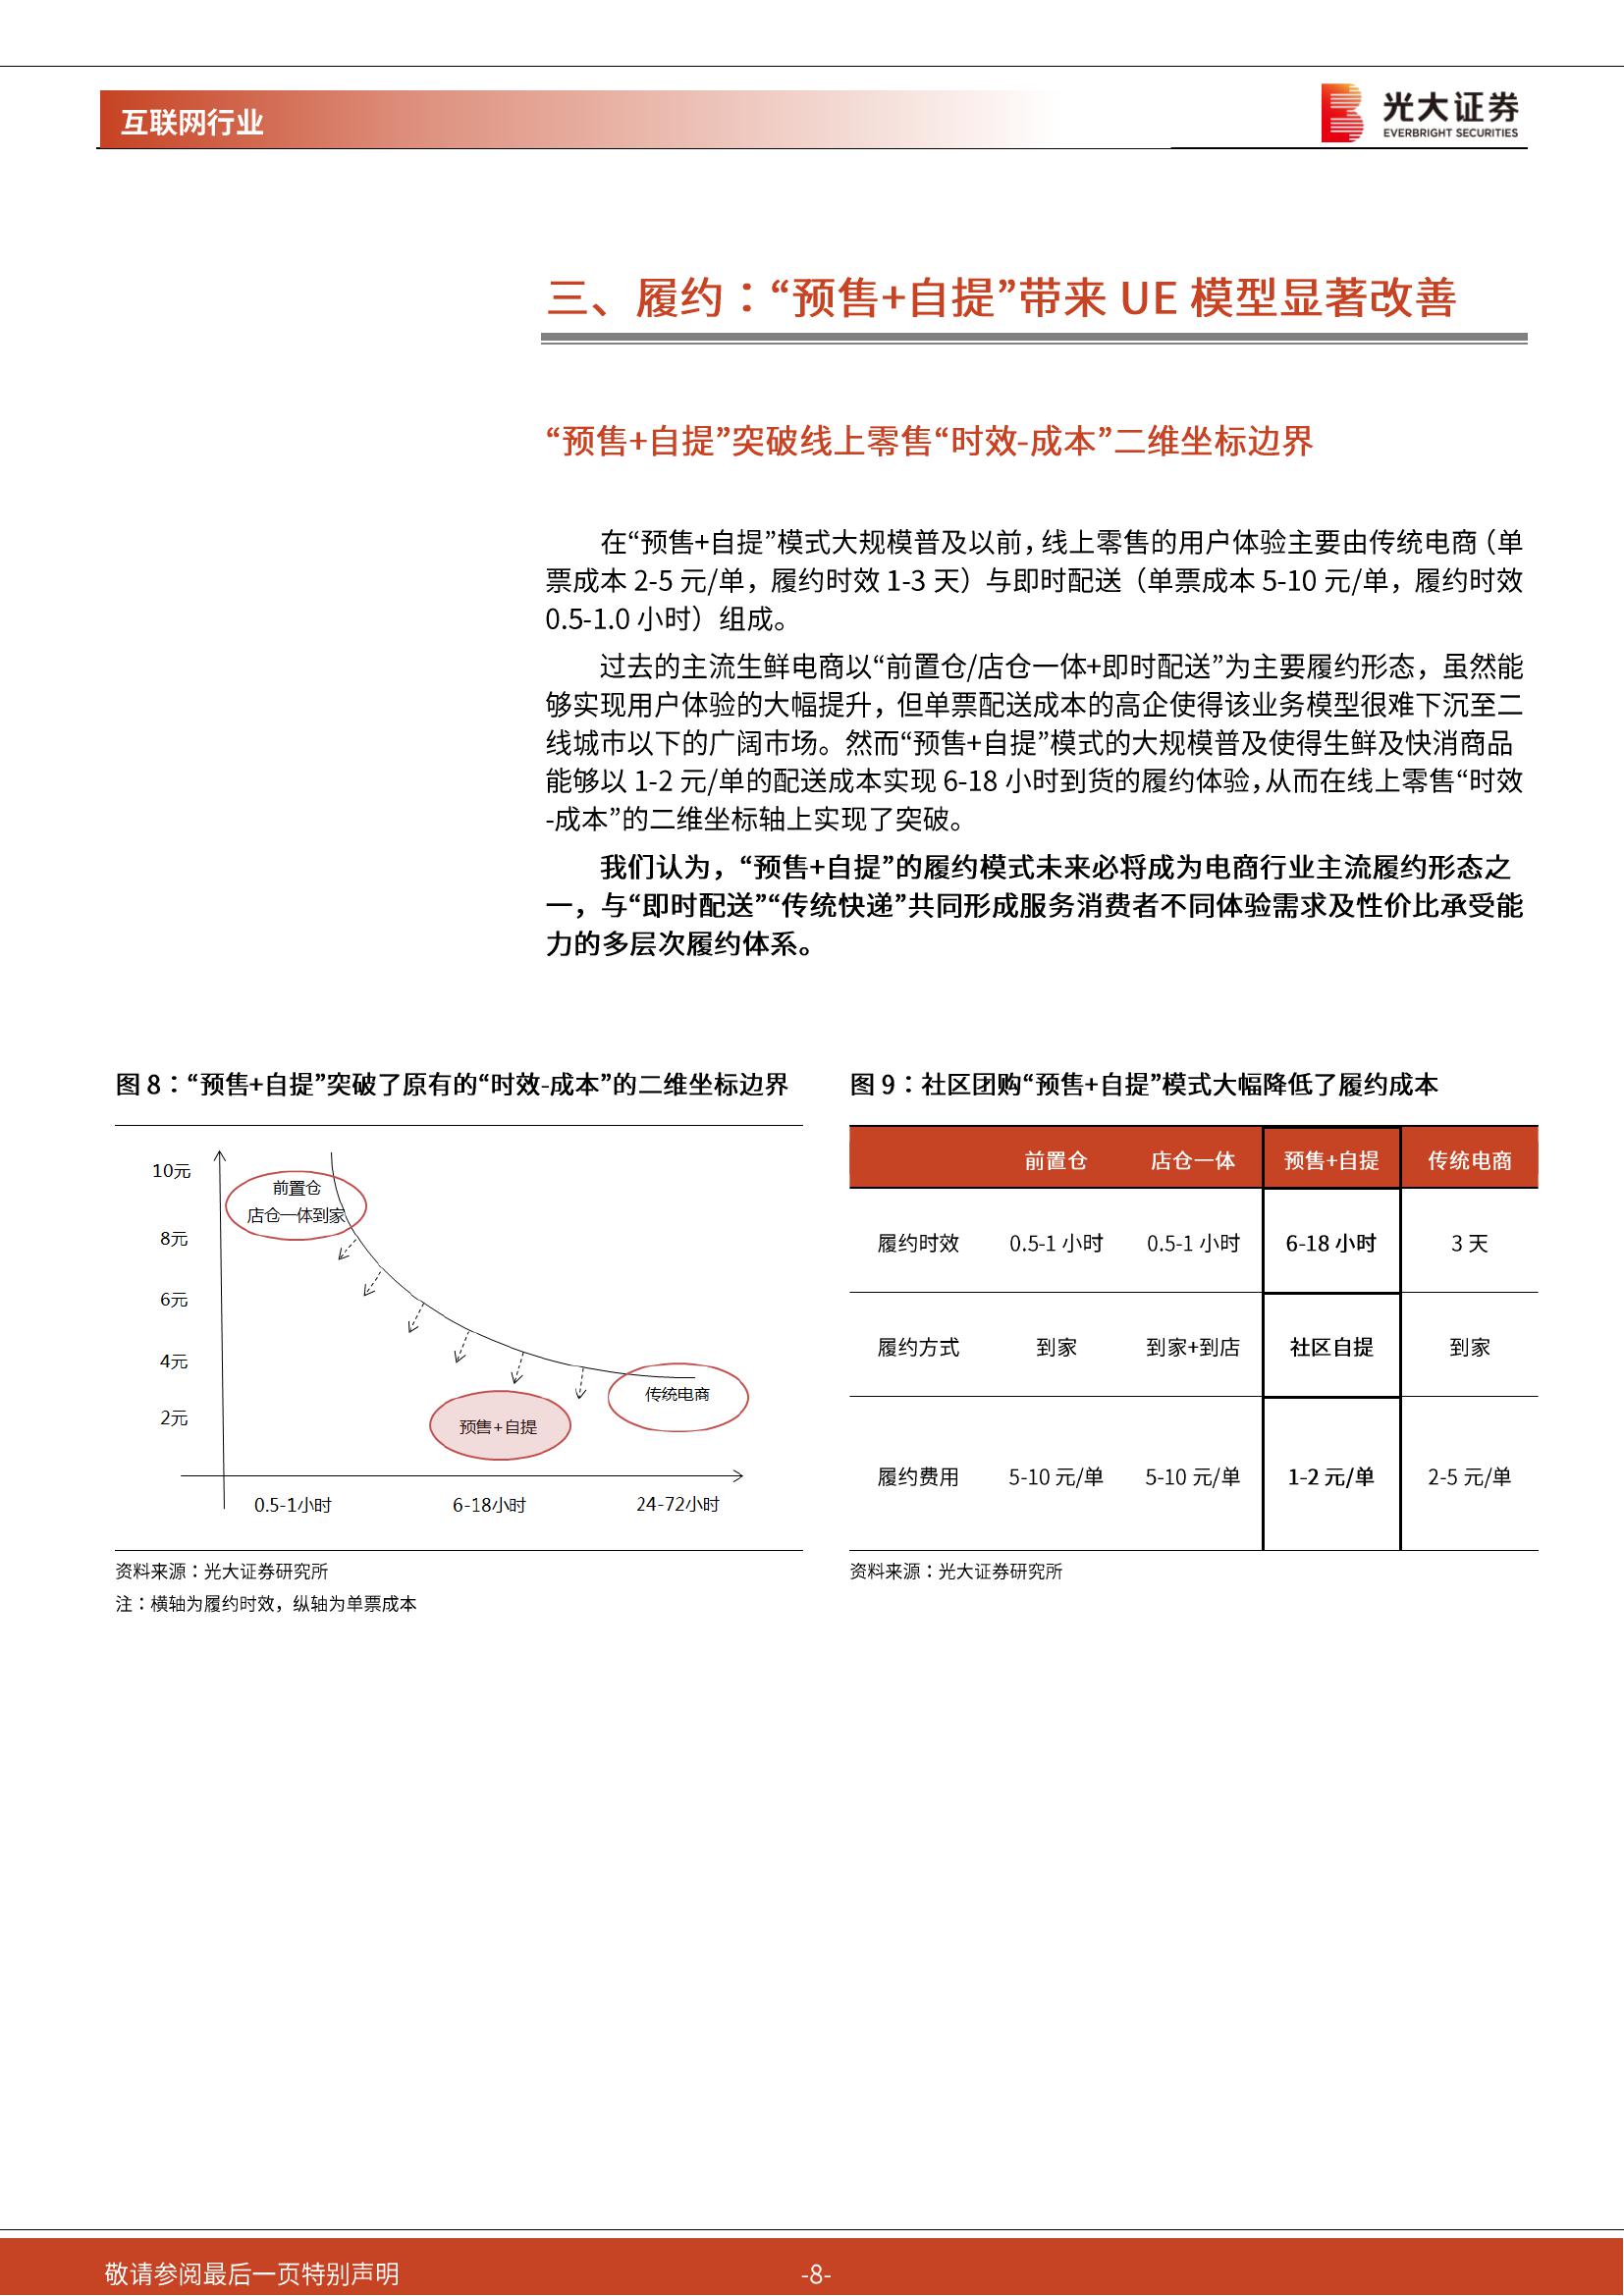 互联网行业
光大证券
EVERBRIGHT SECURITIES
三、履约：“预售+自提”带来 UE 模型显著改善
“预售+自提”突破线上零售“时效-成本”二维坐标边界
在“预售+自提”模式大规模普及以前，线上零售的用户体验主要由传统电商（单
票成本 2-5 元/单，履约时效 1-3 天）与即时配送（单票成本 5-10 元/单，履约时效
0.5-1.0 小时）组成。
过去的主流生鲜电商以“前置仓/店仓一体+即时配送”为主要履约形态，虽然能
够实现用户体验的大幅提升，但单票配送成本的高企使得该业务模型很难下沉至二
线城市以下的广阔市场。然而“预售+自提”模式的大规模普及使得生鲜及快消商品
能够以 1-2 元/单的配送成本实现 6-18 小时到货的履约体验，从而在线上零售“时效
-成本”的二维坐标轴上实现了突破。
我们认为，“预售+自提”的履约模式未来必将成为电商行业主流履约形态之
一，与“即时配送”“传统快递”共同形成服务消费者不同体验需求及性价比承受能
力的多层次履约体系。
图 8：“预售+自提”突破了原有的“时效-成本”的二维坐标边界
10元
8元
6元
4元
2元
前置仓
店仓一体到家
预售+自提
传统电商
0.5-1小时 6-18小时 24-72小时
资料来源：光大证券研究所
注：横轴为履约时效，纵轴为单票成本
图 9：社区团购“预售+自提”模式大幅降低了履约成本
前置仓 店仓一体 预售+自提 传统电商
履约时效 0.5-1 小时 0.5-1 小时 6-18 小时 3 天
履约方式 到家 到家+到店 社区自提 到家
履约费用 5-10 元/单 5-10 元/单 1-2 元/单 2-5 元/单
资料来源：光大证券研究所
敬请参阅最后一页特别声明 -8-